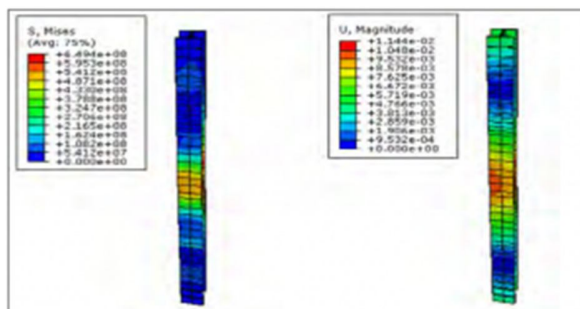 S, Mises
(Avg: 75%)
+6.494e+08
+5.953e+08
+5.412e+08
+4.871e+08
+4.330e+08
+3.788e+08
+3.247e+08
+2.706e+08
+2.165e+08
+1.624e+08
+1.082e+08
+5.412e+07
+0.000e+00
U, Magnitude
+1.144e-02
+1.048e-02
+9.532e-03
+8.578e-03
+7.625e-03
+6.672e-03
+5.719e-03
+4.766e-03
+3.813e-03
+2.859e-03
+1.906e-03
+9.532e-04
+0.000e+00